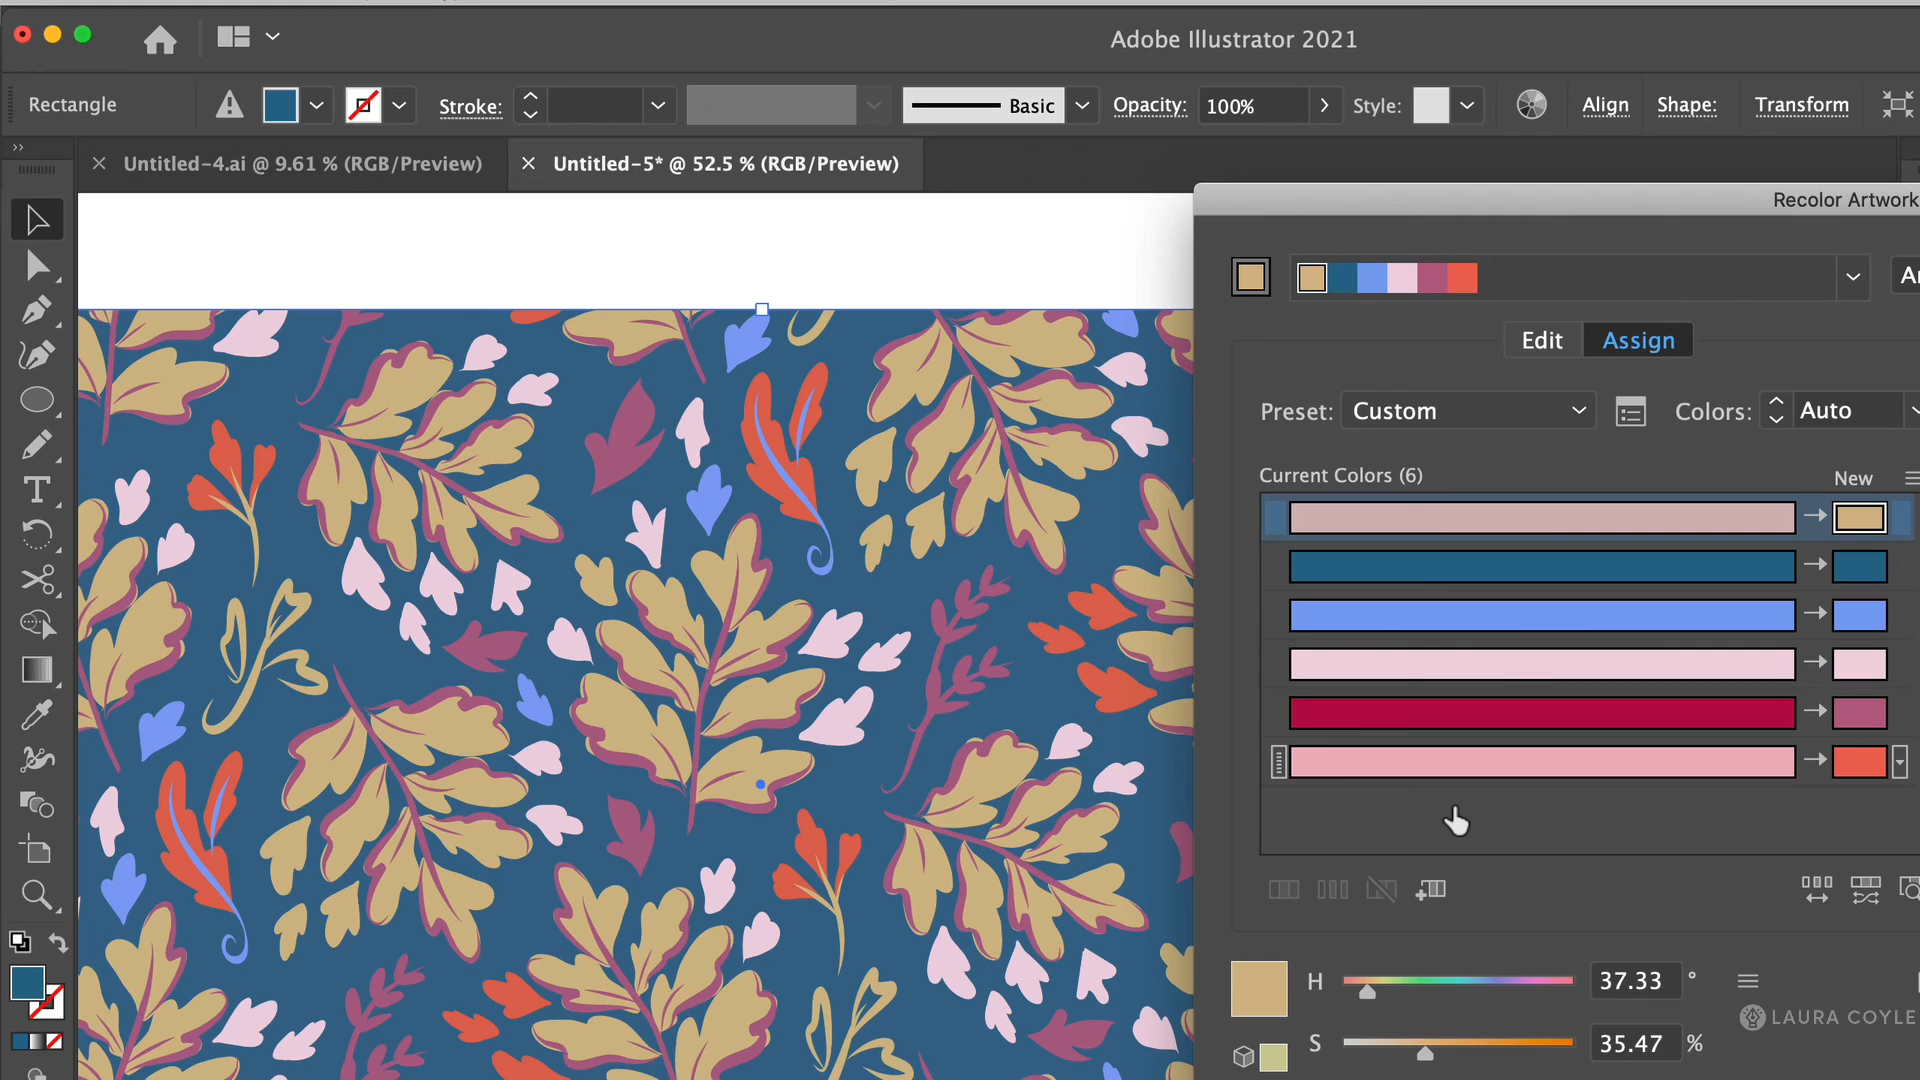 Adobe Illustrator 2021
Rectangle
Stroke:
Basic
Opacity:
100%
Style:
Align
Shape:
Transform
Untitled-4.ai @ 9.61 % (RGB/Preview)
Untitled-5* @ 52.5 % (RGB/Preview)
Recolor Artwork
Edit
Assign
Preset:
Custom
Colors:
Auto
Current Colors (6)
New
H
37.33
°
LAURA COYLE
S
35.47
%